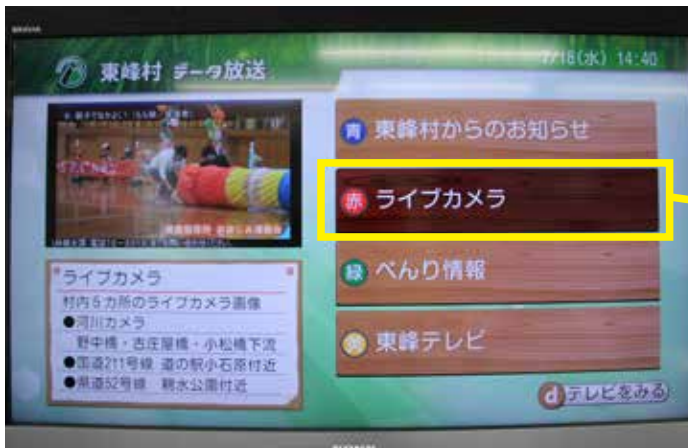 東峰村 データ放送
7/18(水) 14:40
青 東峰村からのお知らせ
赤 ライブカメラ
緑 べんり情報
東峰テレビ
ライブカメラ
村内5カ所のライブカメラ画像
●河川カメラ
野中橋・古庄屋橋・小松橋下流
●国道211号線 道の駅小石原付近
●県道52号線 親水公園付近
dテレビをみる